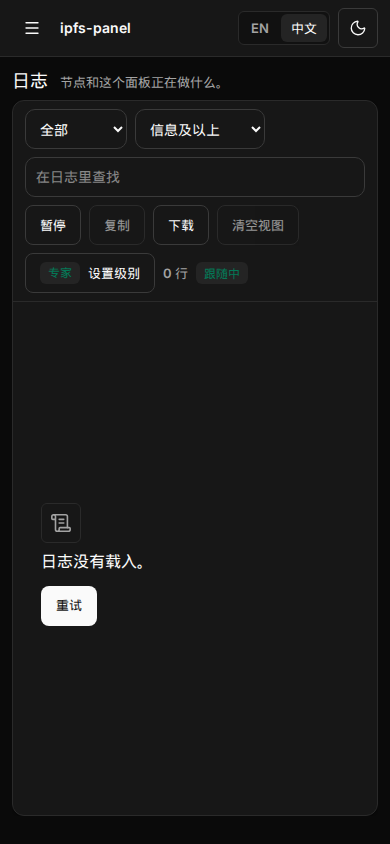 ipfs-panel
EN 中文
日志 节点和这个面板正在做什么。
全部 信息及以上
在日志里查找
暂停 复制 下载 清空视图
专家 设置级别 0 行 跟随中
日志没有载入。
重试